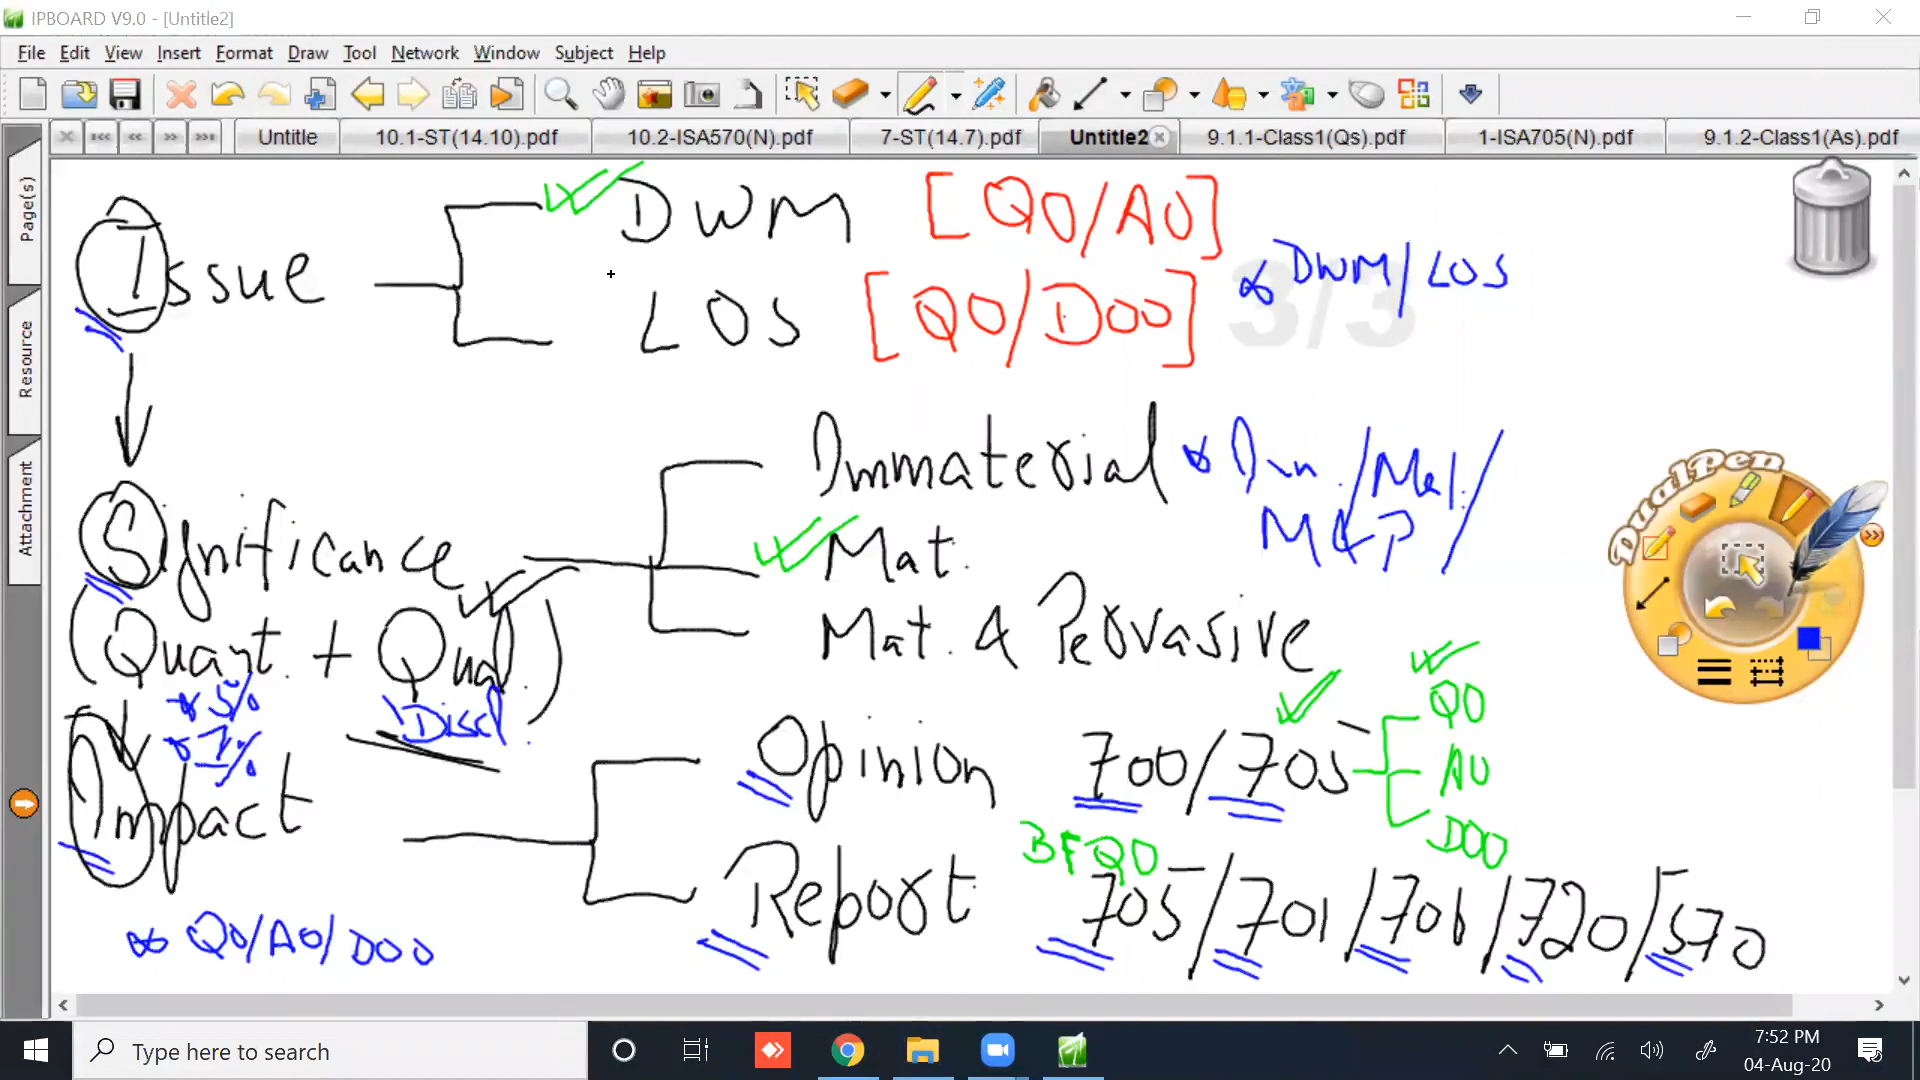 IPBOARD V9.0 - [Untitle2]
File Edit View Insert Format Draw Tool Network Window Subject Help
Untitle 10.1-ST(14.10).pdf 10.2-ISA570(N).pdf 7-ST(14.7).pdf Untitle2 9.1.1-Class1(Qs).pdf 1-ISA705(N).pdf 9.1.2-Class1(As).pdf
Page(s)
Resource
Attachment
DWM [QO/AO]
Issue
LOS [QO/DOO]
DWM/LOS
3/3
Immaterial
Imm./Mat./
M&P/
Significance
Mat.
(Quant. + Qual)
Mat. & Pervasive
5%
Discl.
1%
Impact
Opinion 700/705
QO
AO
DOO
BFQO
Report 705/701/706/720/570
QO/AO/DOO
DualPen
Type here to search
7:52 PM
04-Aug-20